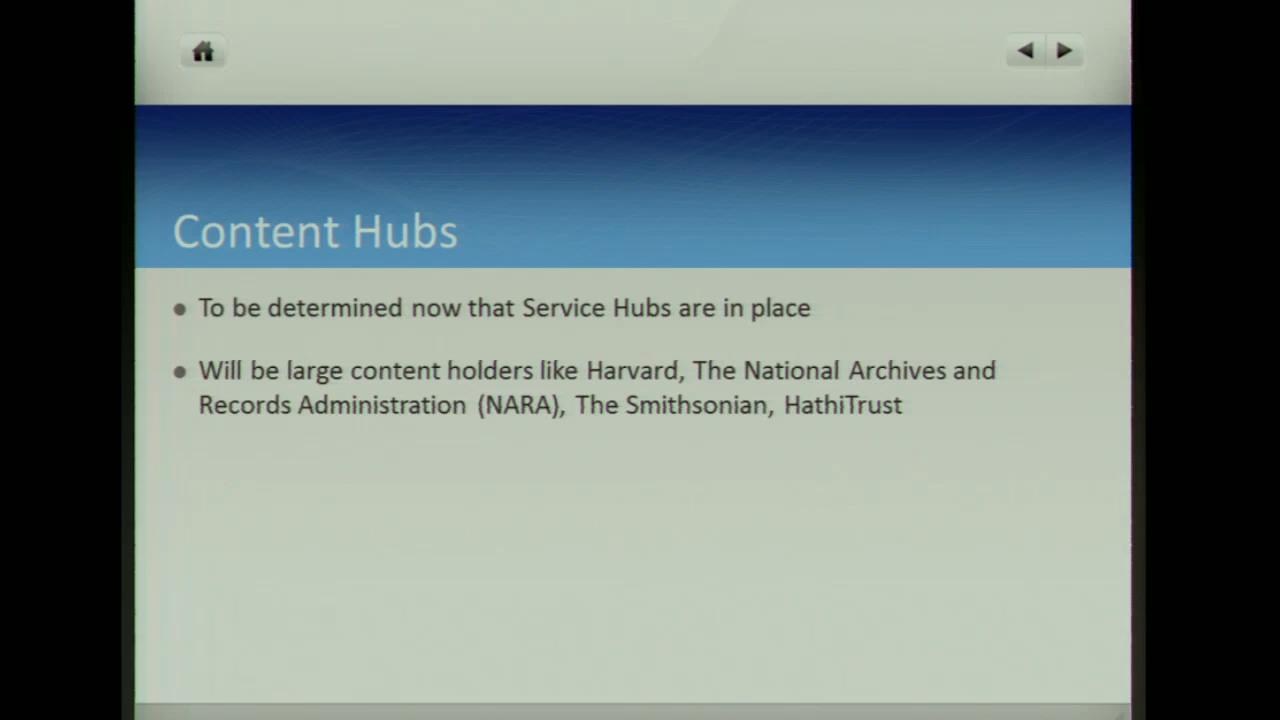 Content Hubs
To be determined now that Service Hubs are in place
Will be large content holders like Harvard, The National Archives and
Records Administration (NARA), The Smithsonian, HathiTrust